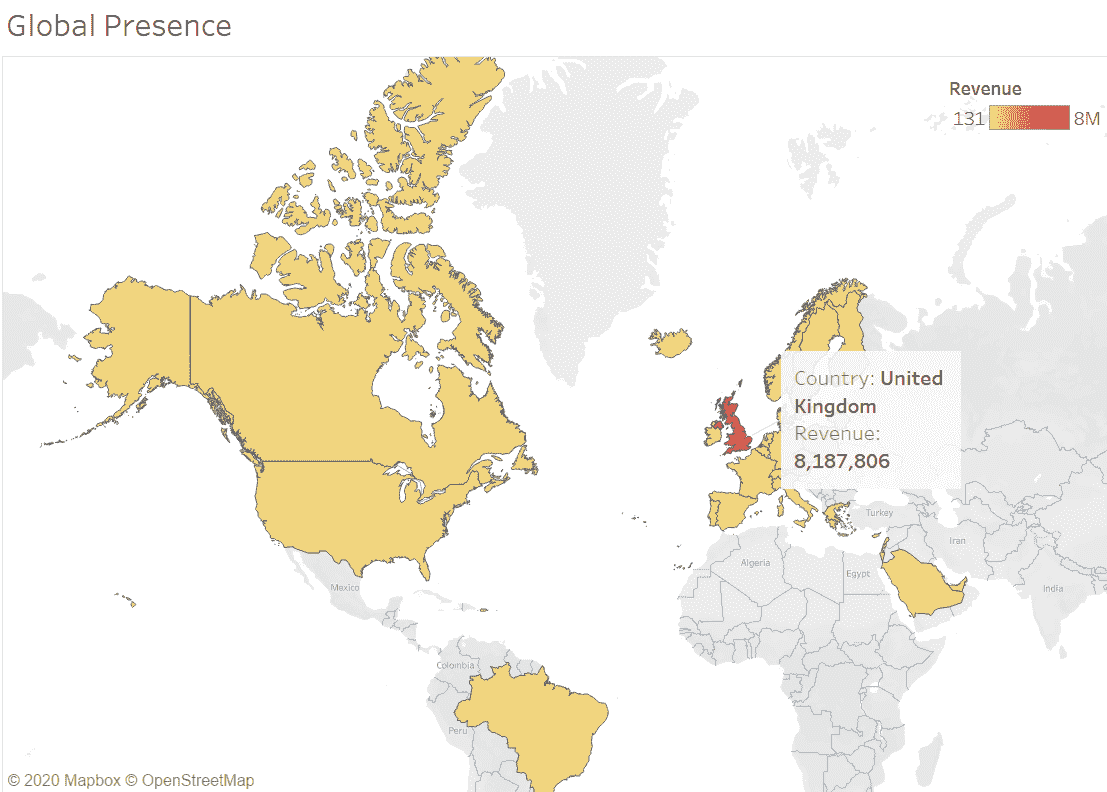 Global Presence
Revenue
131 8M
Country: United
Kingdom
Revenue:
8,187,806
Turkey
Iran
Algeria
Egypt
India
Mexico
Colombia
Peru
© 2020 Mapbox © OpenStreetMap